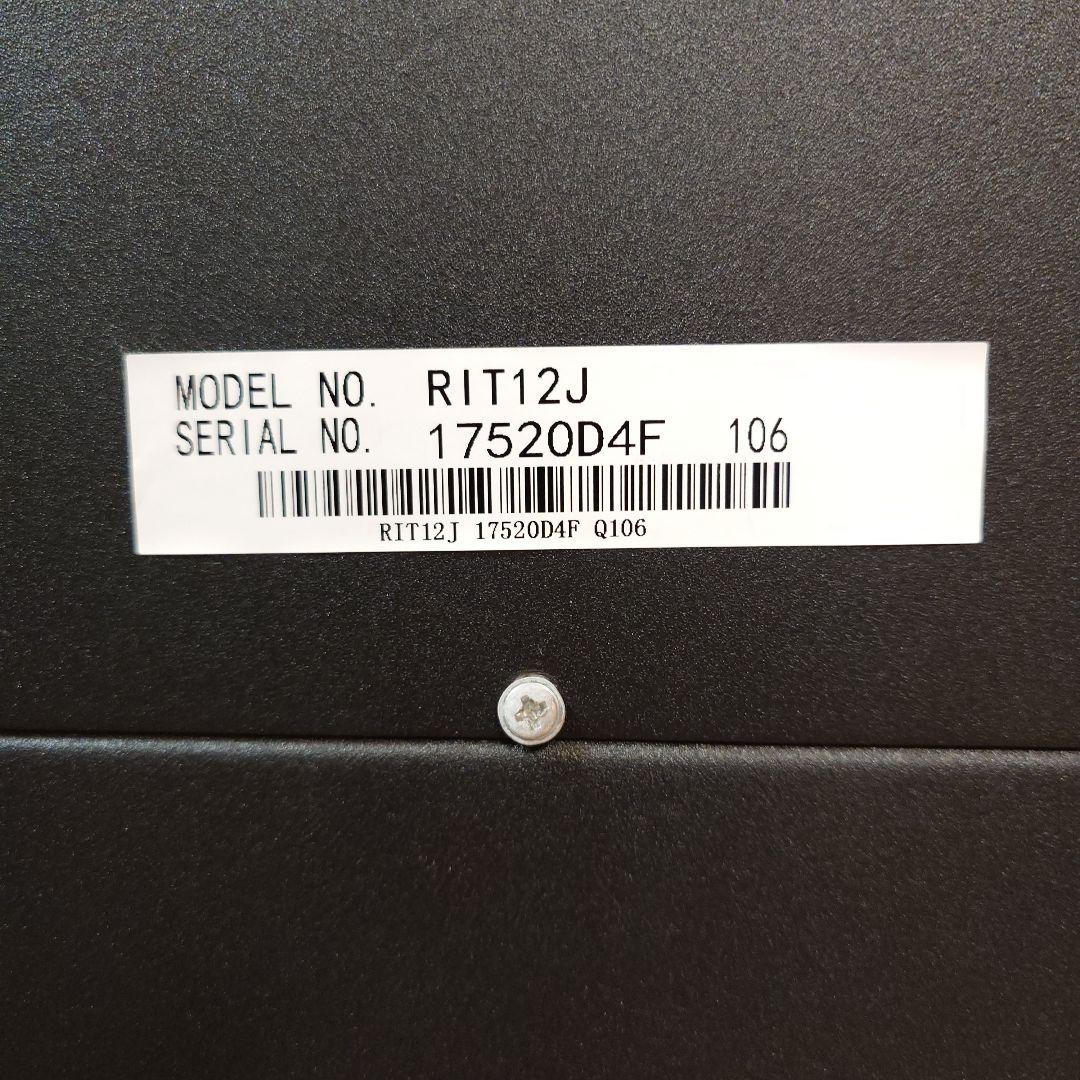 MODEL NO. RIT12J
SERIAL NO. 17520D4F 106
RIT12J 17520D4F Q106